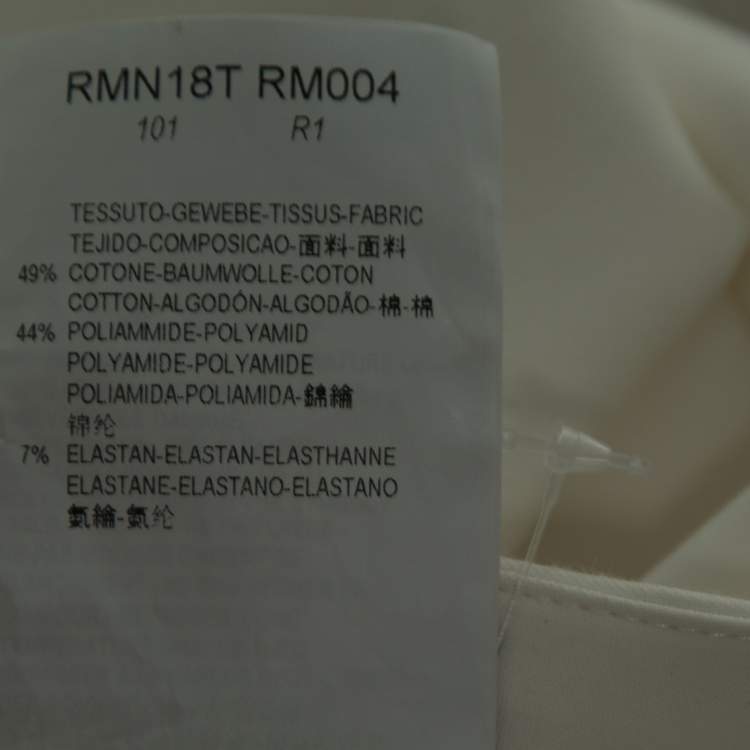 RMN18T RM004
101 R1
TESSUTO-GEWEBE-TISSUS-FABRIC
TEJIDO-COMPOSICAO-面料-面料
49% COTONE-BAUMWOLLE-COTON
COTTON-ALGODÓN-ALGODÃO-棉-棉
44% POLIAMMIDE-POLYAMID
POLYAMIDE-POLYAMIDE
POLIAMIDA-POLIAMIDA-錦綸
锦纶
7% ELASTAN-ELASTAN-ELASTHANNE
ELASTANE-ELASTANO-ELASTANO
氨綸-氨纶